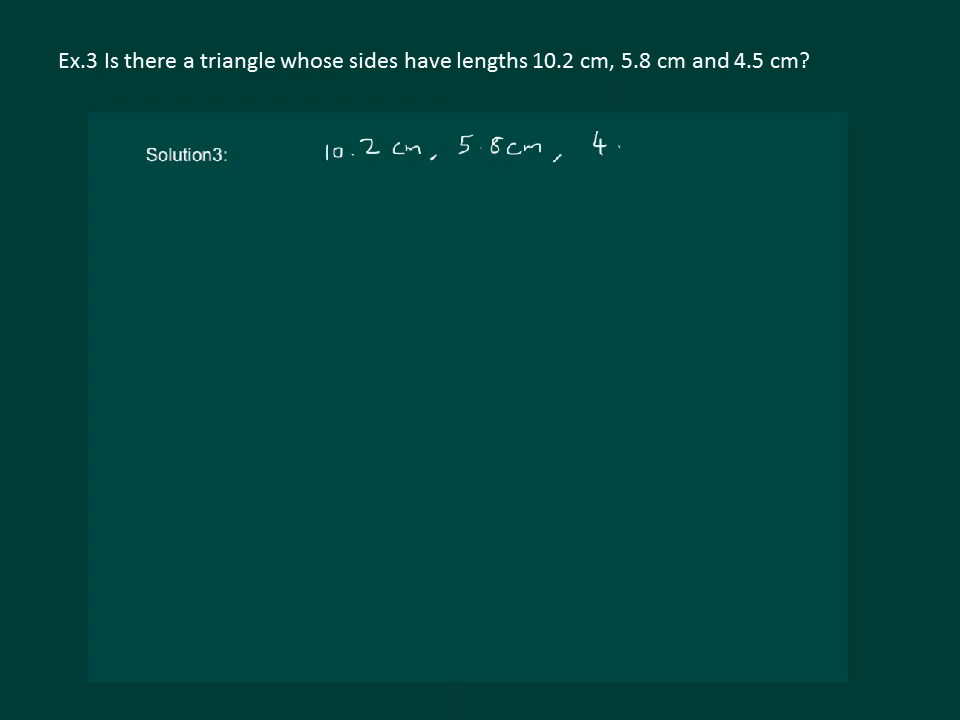 Ex.3 Is there a triangle whose sides have lengths 10.2 cm, 5.8 cm and 4.5 cm?
Solution3: 10.2 cm, 5.8cm, 4.